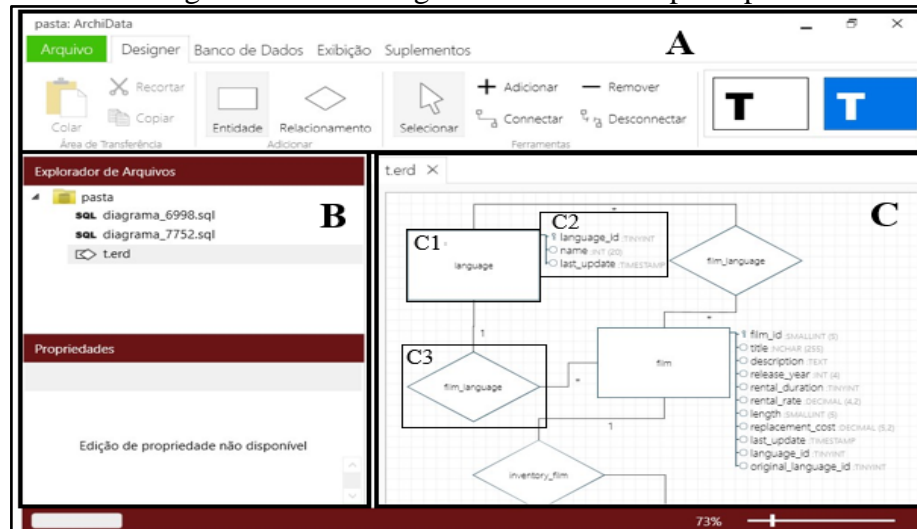 pasta: ArchiData
Arquivo Designer Banco de Dados Exibição Suplementos A
Recortar
Copiar
Colar
Área de Transferência
Entidade Relacionamento
Adicionar
Selecionar
Adicionar Remover
Connectar Desconnectar
Ferramentas
T T
Explorador de Arquivos
B
pasta
SQL diagrama_6998.sql
SQL diagrama_7752.sql
t.erd
Propriedades
Edição de propriedade não disponível
t.erd
C
C1
language
C2
language_id :TINYINT
name :INT (20)
last_update :TIMESTAMP
*
film_language
*
1
C3
film_language
*
film
film_id :SMALLINT (5)
title :NCHAR (255)
description :TEXT
release_year :INT (4)
rental_duration :TINYINT
rental_rate :DECIMAL (4,2)
length :SMALLINT (5)
replacement_cost :DECIMAL (5,2)
last_update :TIMESTAMP
language_id :TINYINT
original_language_id :TINYINT
1
inventory_film
73%